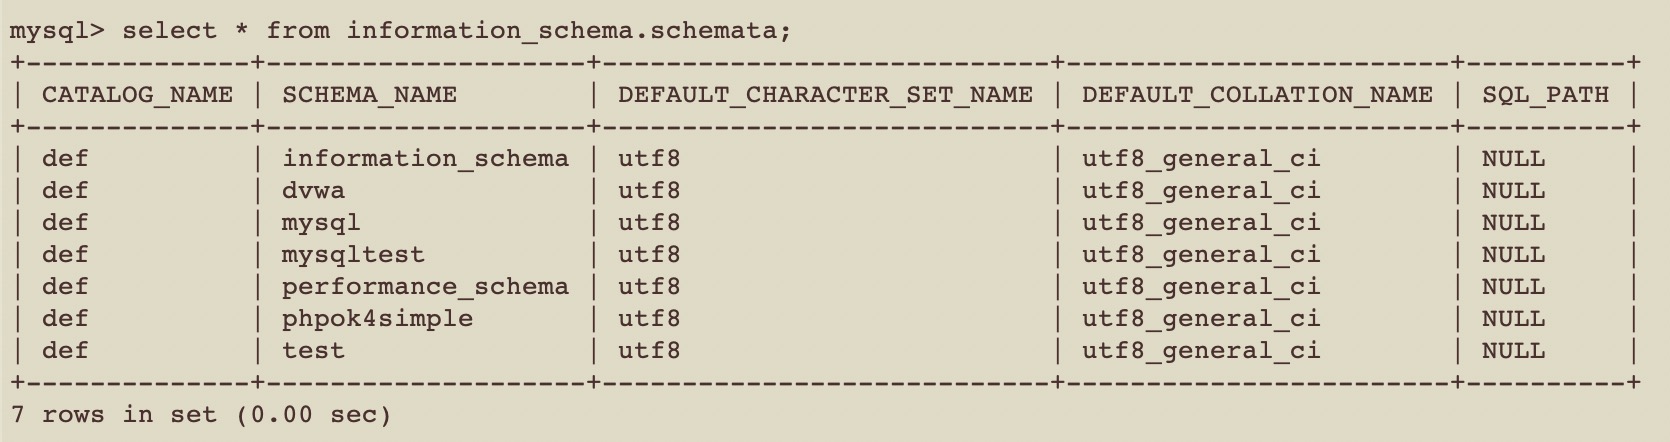 mysql> select * from information_schema.schemata;
+--------------+--------------------+----------------------------+------------------------+----------+
| CATALOG_NAME | SCHEMA_NAME        | DEFAULT_CHARACTER_SET_NAME | DEFAULT_COLLATION_NAME | SQL_PATH |
+--------------+--------------------+----------------------------+------------------------+----------+
| def          | information_schema | utf8                       | utf8_general_ci        | NULL     |
| def          | dvwa               | utf8                       | utf8_general_ci        | NULL     |
| def          | mysql              | utf8                       | utf8_general_ci        | NULL     |
| def          | mysqltest          | utf8                       | utf8_general_ci        | NULL     |
| def          | performance_schema | utf8                       | utf8_general_ci        | NULL     |
| def          | phpok4simple       | utf8                       | utf8_general_ci        | NULL     |
| def          | test               | utf8                       | utf8_general_ci        | NULL     |
+--------------+--------------------+----------------------------+------------------------+----------+
7 rows in set (0.00 sec)